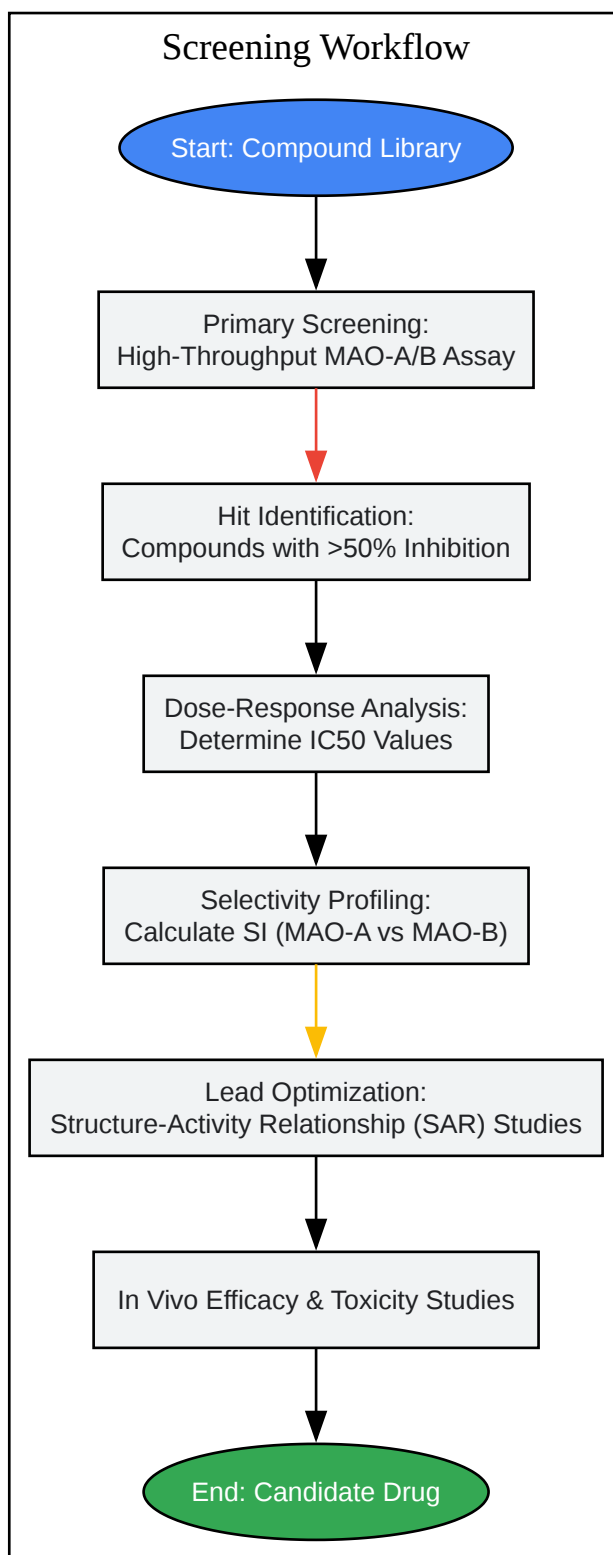 Screening Workflow
Start: Compound Library
Primary Screening:
High-Throughput MAO-A/B Assay
Hit Identification:
Compounds with >50% Inhibition
Dose-Response Analysis:
Determine IC50 Values
Selectivity Profiling:
Calculate SI (MAO-A vs MAO-B)
Lead Optimization:
Structure-Activity Relationship (SAR) Studies
In Vivo Efficacy & Toxicity Studies
End: Candidate Drug